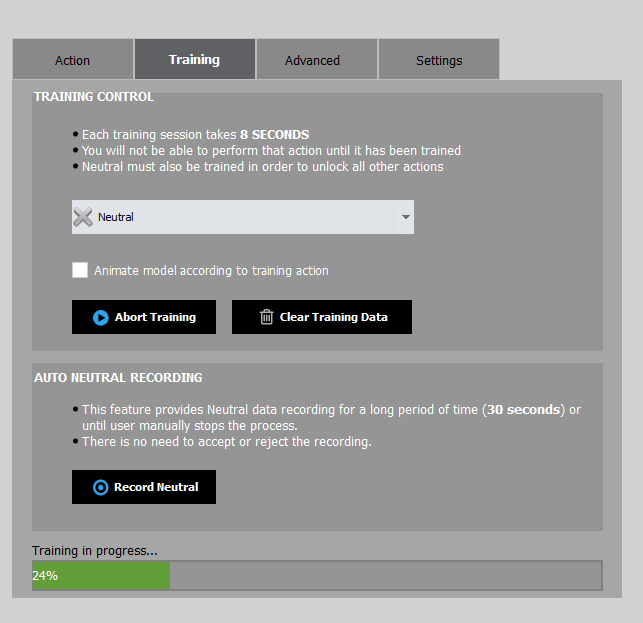 Action Training Advanced Settings
TRAINING CONTROL
• Each training session takes 8 SECONDS
• You will not be able to perform that action until it has been trained
• Neutral must also be trained in order to unlock all other actions
Neutral
Animate model according to training action
Abort Training Clear Training Data
AUTO NEUTRAL RECORDING
• This feature provides Neutral data recording for a long period of time (30 seconds) or
until user manually stops the process.
• There is no need to accept or reject the recording.
Record Neutral
Training in progress...
24%